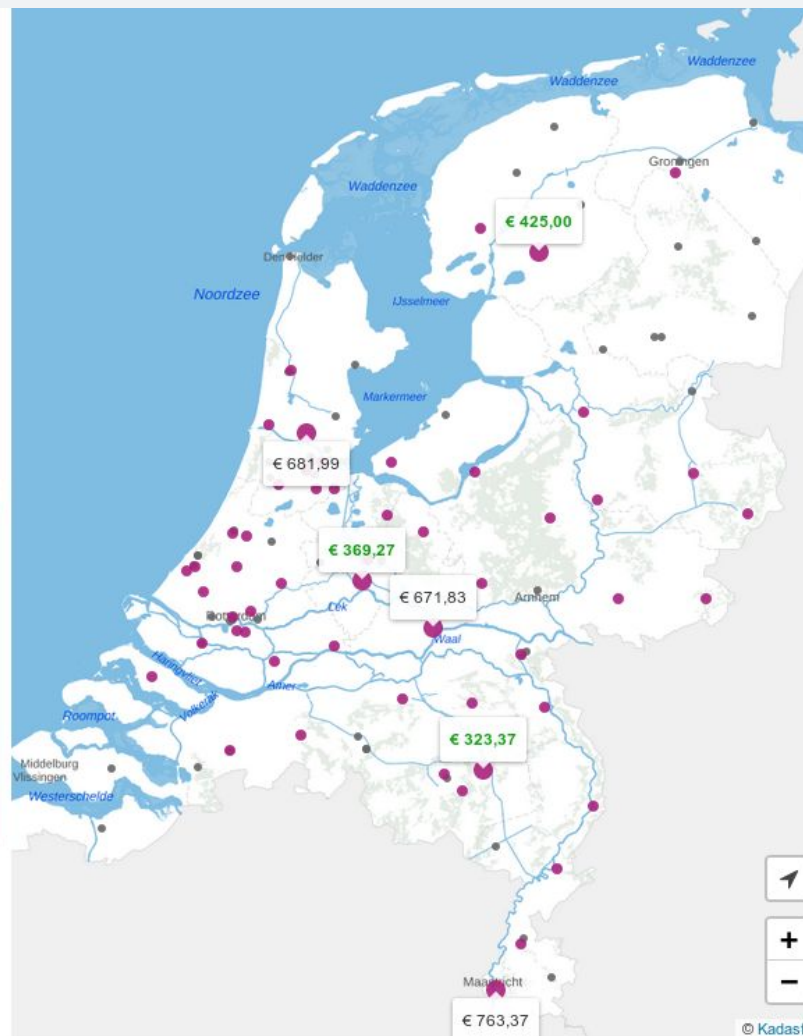 Waddenzee
Waddenzee
Groningen
Waddenzee
€ 425,00
Den Helder
Noordzee
IJsselmeer
Markermeer
€ 681,99
€ 369,27
€ 671,83
Arnhem
Lek
Rotterdam
Waal
Haringvliet
Amer
Volkerak
Roompot
€ 323,37
Middelburg
Vlissingen
Westerschelde
+
Maastricht
−
€ 763,37
© Kadast